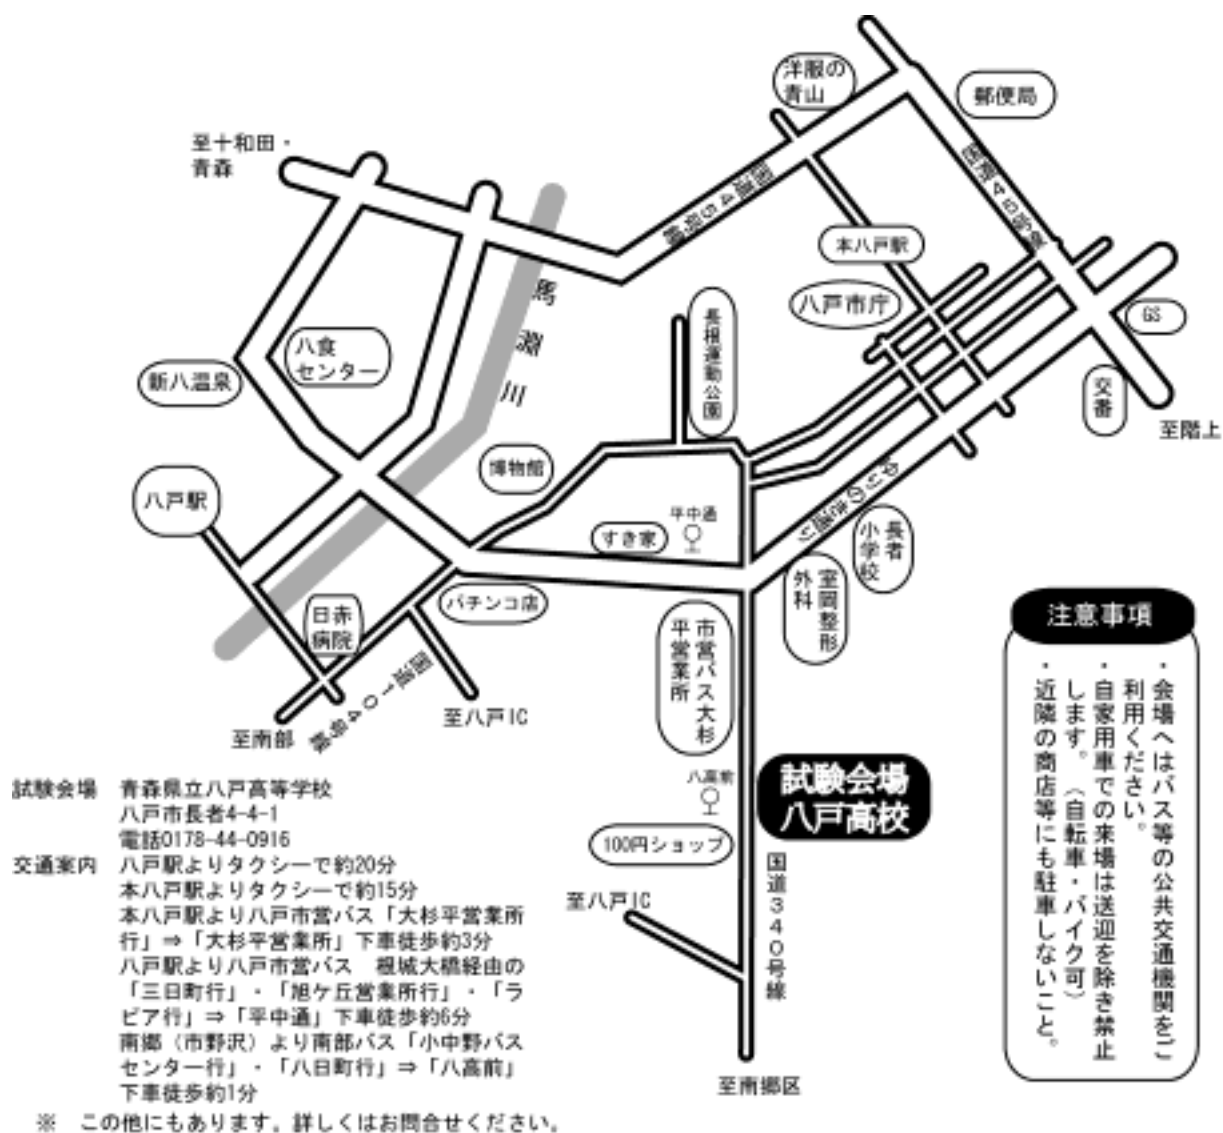 洋服の
青山
郵便局
至十和田・
青森
国道45号線
国道45号線
本八戸駅
八戸市庁
GS
馬淵川
長根運動公園
八食
センター
新八温泉
交番
至階上
博物館
八戸駅
ゆりのき通り
平中通
すき家
長者
小学校
室岡整形
外科
パチンコ店
日赤
病院
市営バス大杉
平営業所
国道104号線
至八戸IC
至南部
注意事項
・会場へはバス等の公共交通機関をご
利用ください。
・自家用車での来場は送迎を除き禁止
します。（自転車・バイク可）
・近隣の商店等にも駐車しないこと。
八高前
試験会場
八戸高校
100円ショップ
国道340号線
至八戸IC
至南郷区
試験会場　青森県立八戸高等学校
八戸市長者4-4-1
電話0178-44-0916
交通案内　八戸駅よりタクシーで約20分
本八戸駅よりタクシーで約15分
本八戸駅より八戸市営バス「大杉平営業所
行」⇒「大杉平営業所」下車徒歩約3分
八戸駅より八戸市営バス　根城大橋経由の
「三日町行」・「旭ケ丘営業所行」・「ラ
ピア行」⇒「平中通」下車徒歩約6分
南郷（市野沢）より南部バス「小中野バス
センター行」・「八日町行」⇒「八高前」
下車徒歩約1分
※　この他にもあります。詳しくはお問合せください。